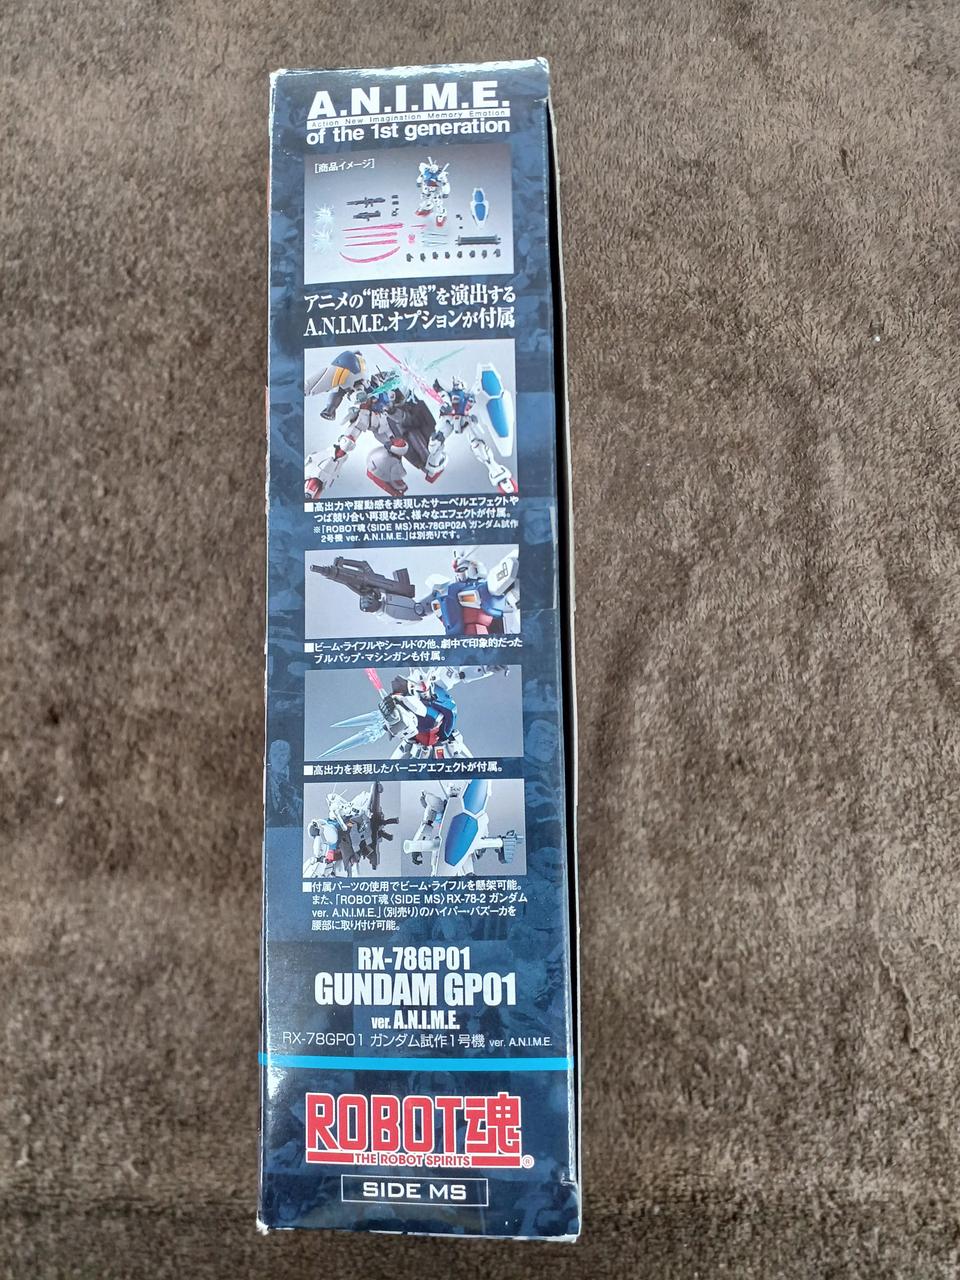 A.N.I.M.E.
Action New Imagination Memory Emotion
of the 1st generation
[商品イメージ]
アニメの“臨場感”を演出する
A.N.I.M.E.オプションが付属
■高出力や躍動感を表現したサーベルエフェクトや
つば競り合い再現など、様々なエフェクトが付属。
※「ROBOT魂〈SIDE MS〉RX-78GP02A ガンダム試作
2号機 ver. A.N.I.M.E.」は別売りです。
■ビーム・ライフルやシールドの他、劇中で印象的だった
ブルパップ・マシンガンも付属。
■高出力を表現したバーニアエフェクトが付属。
■付属パーツの使用でビーム・ライフルを懸架可能。
また、「ROBOT魂〈SIDE MS〉RX-78-2 ガンダム
ver. A.N.I.M.E.」(別売り)のハイパー・バズーカを
腰部に取り付け可能。
RX-78GP01
GUNDAM GP01
ver. A.N.I.M.E.
RX-78GP01 ガンダム試作1号機 ver. A.N.I.M.E.
ROBOT魂
THE ROBOT SPIRITS ®
SIDE MS